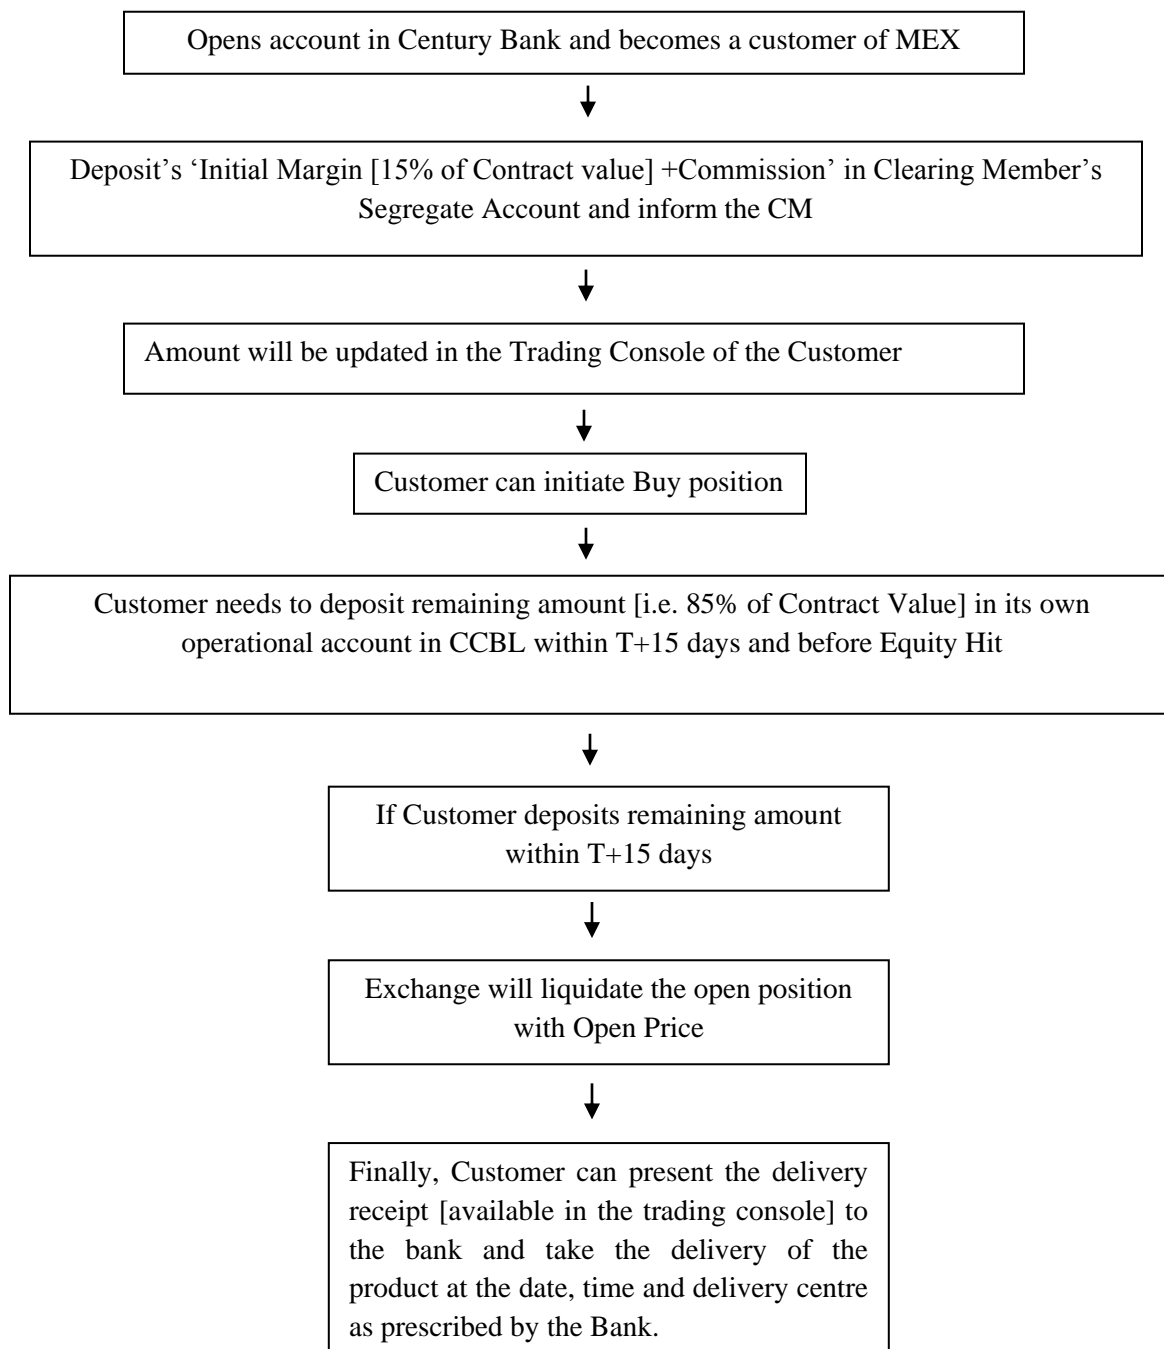 Opens account in Century Bank and becomes a customer of MEX
Deposit’s ‘Initial Margin [15% of Contract value] +Commission’ in Clearing Member’s
Segregate Account and inform the CM
Amount will be updated in the Trading Console of the Customer
Customer can initiate Buy position
Customer needs to deposit remaining amount [i.e. 85% of Contract Value] in its own
operational account in CCBL within T+15 days and before Equity Hit
If Customer deposits remaining amount
within T+15 days
Exchange will liquidate the open position
with Open Price
Finally, Customer can present the delivery
receipt [available in the trading console] to
the bank and take the delivery of the
product at the date, time and delivery centre
as prescribed by the Bank.